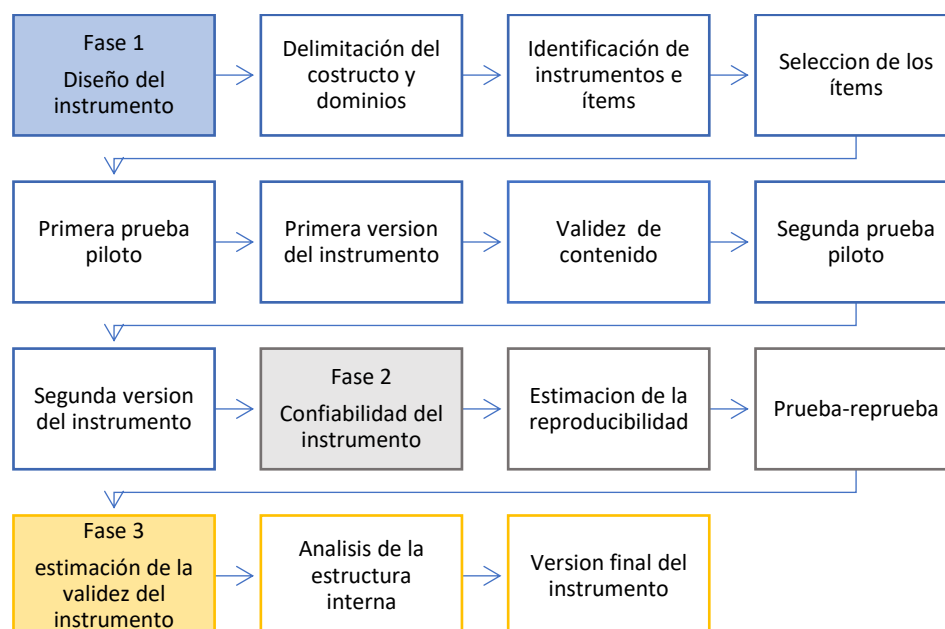 Fase 1
Diseño del
instrumento
Delimitación del
costructo y
dominios
Identificación de
instrumentos e
ítems
Seleccion de los
ítems
Primera prueba
piloto
Primera version
del instrumento
Validez de
contenido
Segunda prueba
piloto
Segunda version
del instrumento
Fase 2
Confiabilidad del
instrumento
Estimacion de la
reproducibilidad
Prueba-reprueba
Fase 3
estimación de la
validez del
instrumento
Analisis de la
estructura
interna
Version final del
instrumento